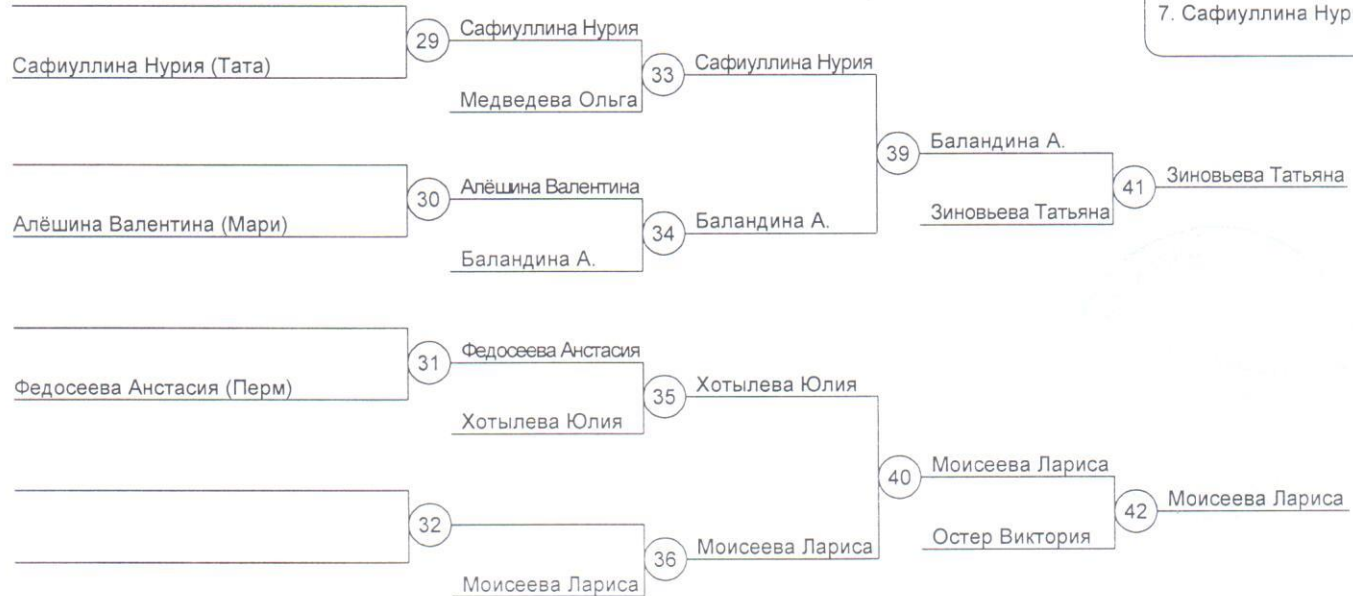 7. Сафиуллина Нур
29
Сафиуллина Нурия
Сафиуллина Нурия (Тата)
33
Сафиуллина Нурия
Медведева Ольга
39
Баландина А.
30
Алёшина Валентина
41
Зиновьева Татьяна
Алёшина Валентина (Мари)
34
Баландина А.
Зиновьева Татьяна
Баландина А.
31
Федосеева Анстасия
Федосеева Анстасия (Перм)
35
Хотылева Юлия
Хотылева Юлия
40
Моисеева Лариса
42
Моисеева Лариса
32
Остер Виктория
36
Моисеева Лариса
Моисеева Лариса